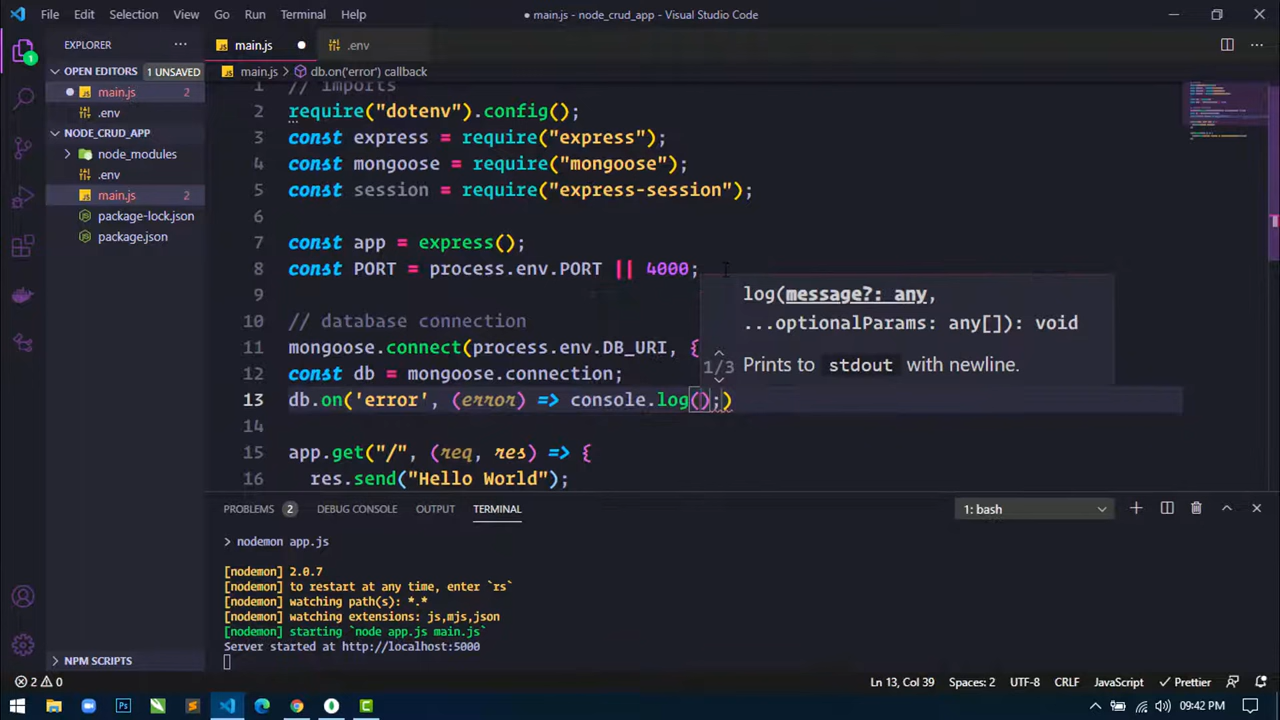 File Edit Selection View Go Run Terminal Help
● main.js - node_crud_app - Visual Studio Code
EXPLORER
main.js
.env
OPEN EDITORS 1 UNSAVED
main.js > db.on('error') callback
main.js 2
.env
NODE_CRUD_APP
node_modules
.env
main.js 2
package-lock.json
package.json
1 // imports
2 require("dotenv").config();
3 const express = require("express");
4 const mongoose = require("mongoose");
5 const session = require("express-session");
6
7 const app = express();
8 const PORT = process.env.PORT || 4000;
9
10 // database connection
11 mongoose.connect(process.env.DB_URI, {
12 const db = mongoose.connection;
13 db.on('error', (error) => console.log();)
14
15 app.get("/", (req, res) => {
16 res.send("Hello World");
log(message?: any,
...optionalParams: any[]): void
1/3 Prints to stdout with newline.
PROBLEMS 2 DEBUG CONSOLE OUTPUT TERMINAL
1: bash
> nodemon app.js
[nodemon] 2.0.7
[nodemon] to restart at any time, enter `rs`
[nodemon] watching path(s): *.*
[nodemon] watching extensions: js,mjs,json
[nodemon] starting `node app.js main.js`
Server started at http://localhost:5000
NPM SCRIPTS
2 0
Ln 13, Col 39 Spaces: 2 UTF-8 CRLF JavaScript Prettier
09:42 PM